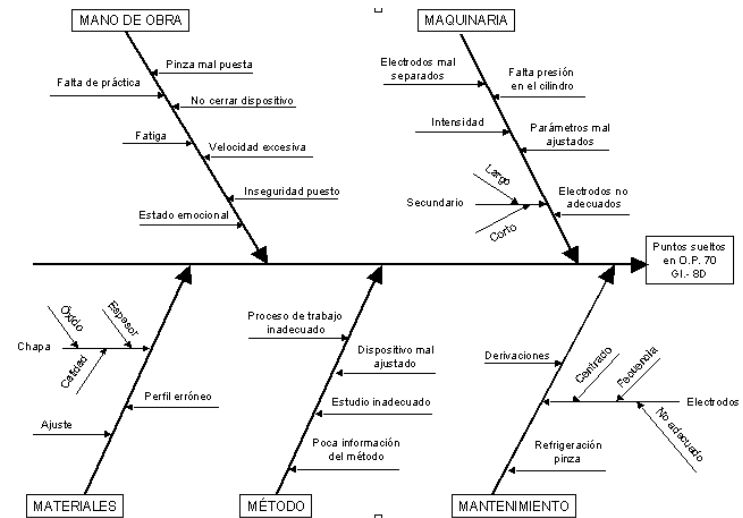 MANO DE OBRA
MAQUINARIA
Pinza mal puesta
Falta de práctica
No cerrar dispositivo
Fatiga
Velocidad excesiva
Inseguridad puesto
Estado emocional
Electrodos mal
separados
Falta presión
en el cilindro
Intensidad
Parámetros mal
ajustados
Largo
Secundario
Corto
Electrodos no
adecuados
Puntos sueltos
en O.P. 70
Gl.- 8D
Óxido
Espesor
Chapa
Calidad
Perfil erróneo
Ajuste
Proceso de trabajo
inadecuado
Dispositivo mal
ajustado
Estudio inadecuado
Poca información
del método
Derivaciones
Centrado
Fecuencia
Electrodos
No adecuado
Refrigeración
pinza
MATERIALES
MÉTODO
MANTENIMIENTO